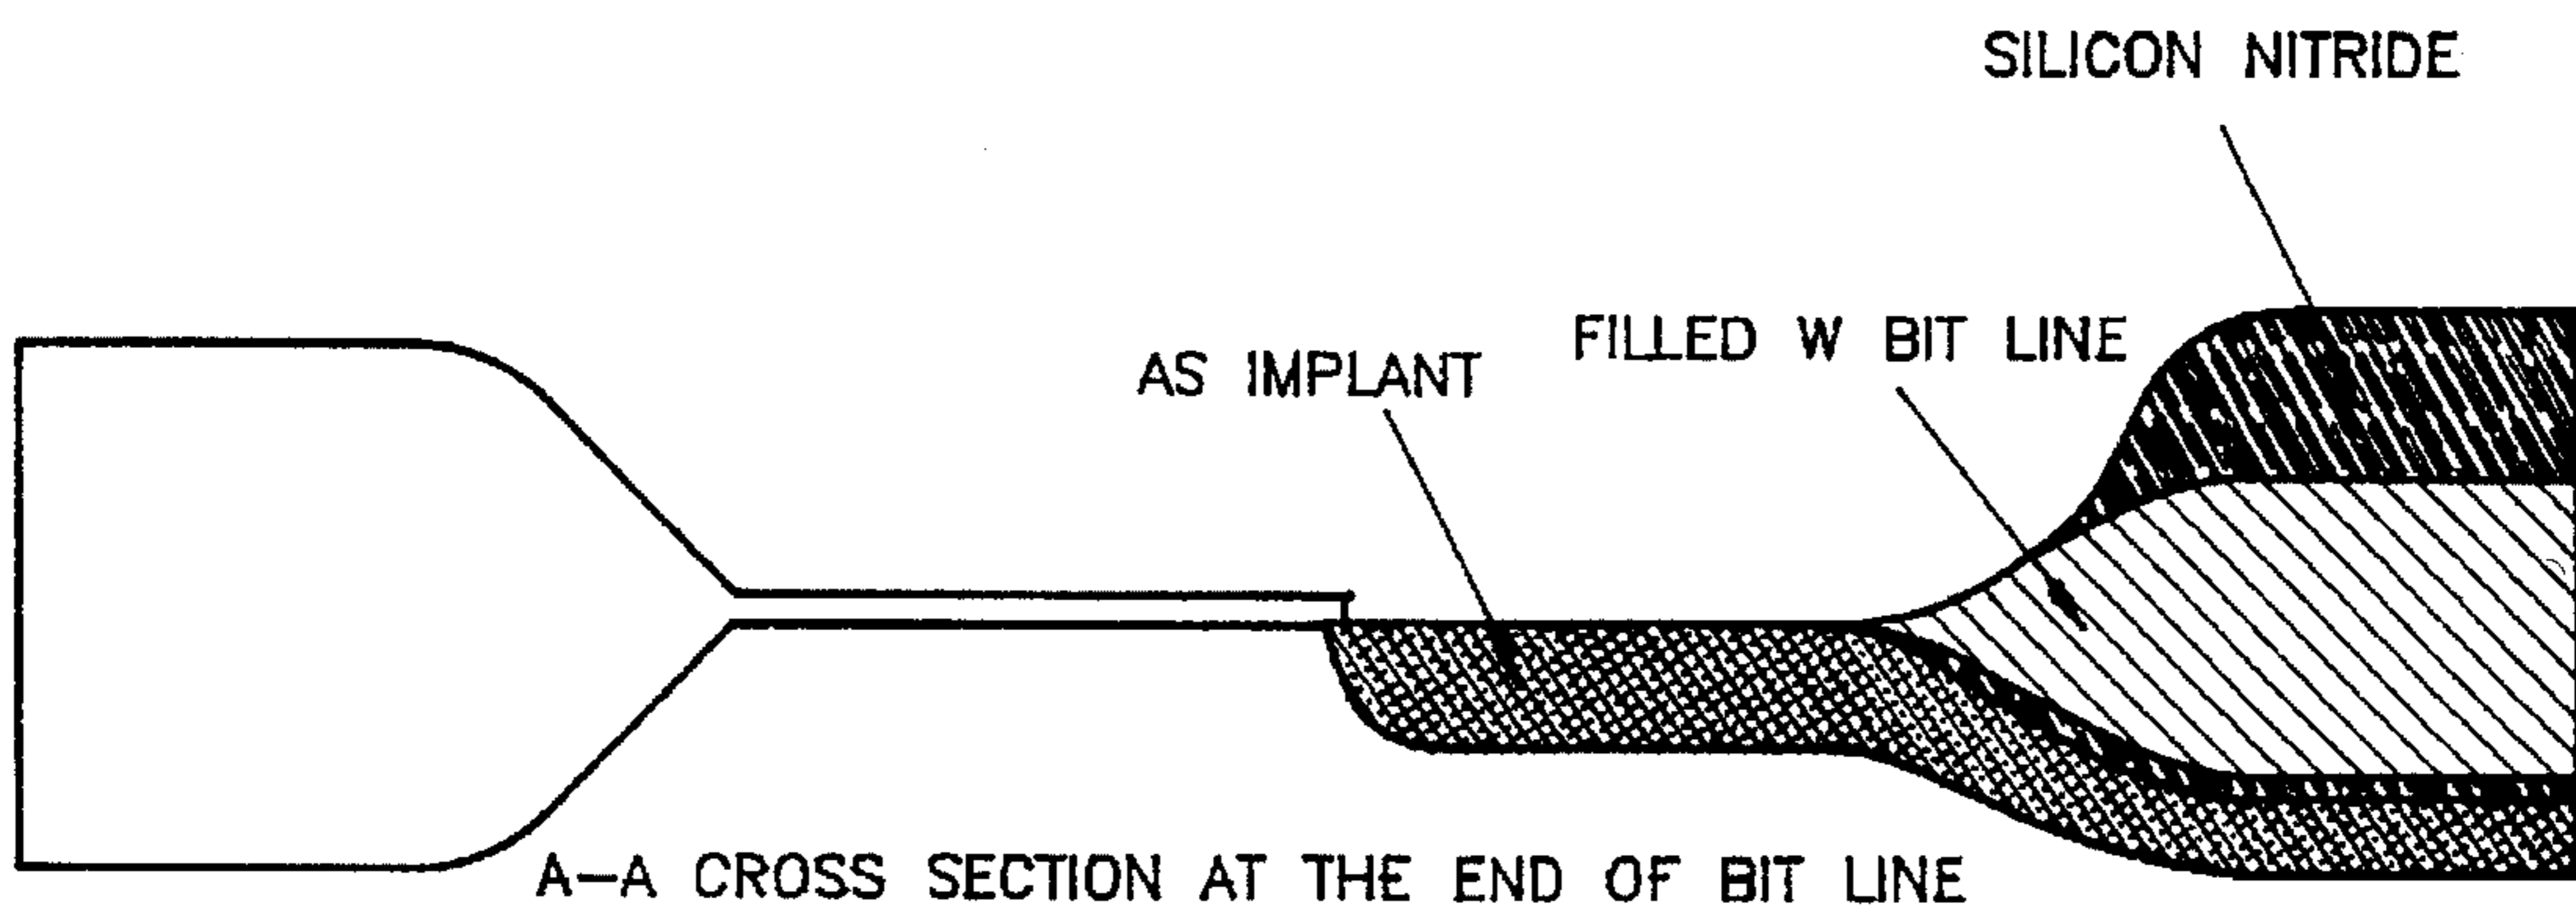 SILICON NITRIDE
FILLED W BIT LINE
AS IMPLANT
A-A CROSS SECTION AT THE END OF BIT LINE